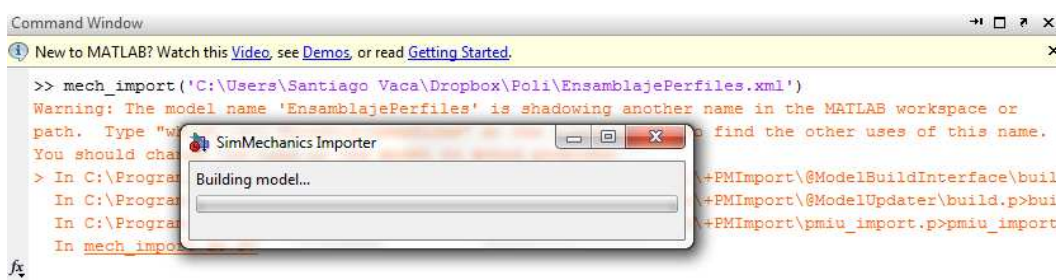 Command Window
New to MATLAB? Watch this Video, see Demos, or read Getting Started.
>> mech_import('C:\Users\Santiago Vaca\Dropbox\Poli\EnsamblajePerfiles.xml')
Warning: The model name 'EnsamblajePerfiles' is shadowing another name in the MATLAB workspace or
path. Type "wh find the other uses of this name.
You should cha
SimMechanics Importer
Building model...
> In C:\Progra \+PMImport\@ModelBuildInterface\buil
In C:\Progra \+PMImport\@ModelUpdater\build.p>bui
In C:\Progra \+PMImport\pmiu_import.p>pmiu_import
In mech_impo
fx